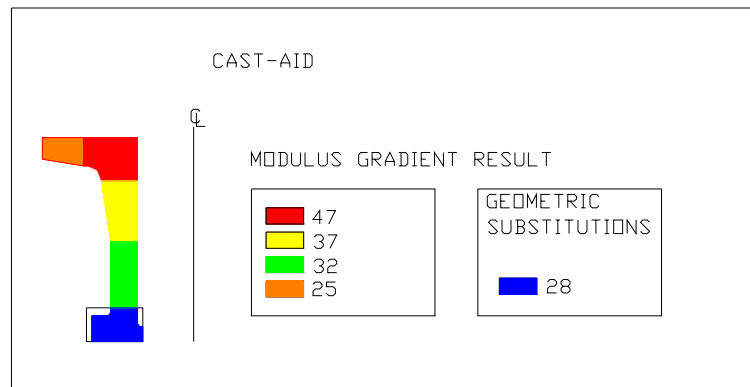 CAST-AID
℄
MODULUS GRADIENT RESULT
47
37
32
25
GEOMETRIC
SUBSTITUTIONS
28